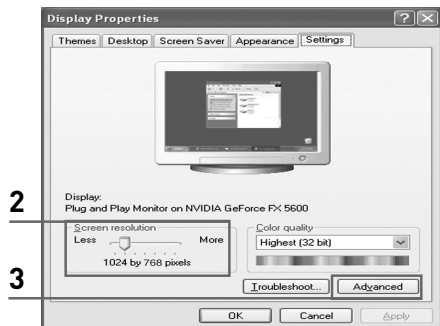 Display Properties
Themes Desktop Screen Saver Appearance Settings
Display:
Plug and Play Monitor on NVIDIA GeForce FX 5600
2
Screen resolution
Less More
1024 by 768 pixels
Color quality
Highest (32 bit)
3
Troubleshoot... Advanced
OK Cancel Apply